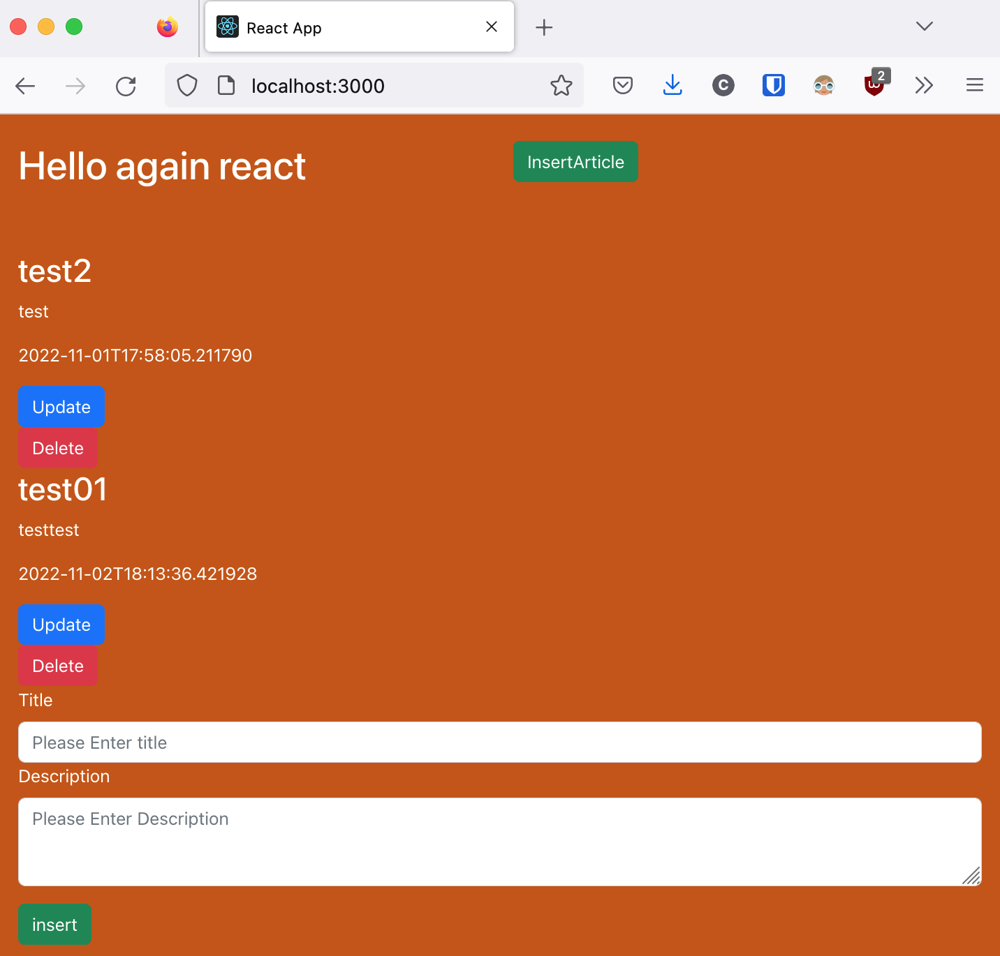 React App
localhost:3000
C
2
Hello again react
InsertArticle
test2
test
2022-11-01T17:58:05.211790
Update
Delete
test01
testtest
2022-11-02T18:13:36.421928
Update
Delete
Title
Please Enter title
Description
Please Enter Description
insert